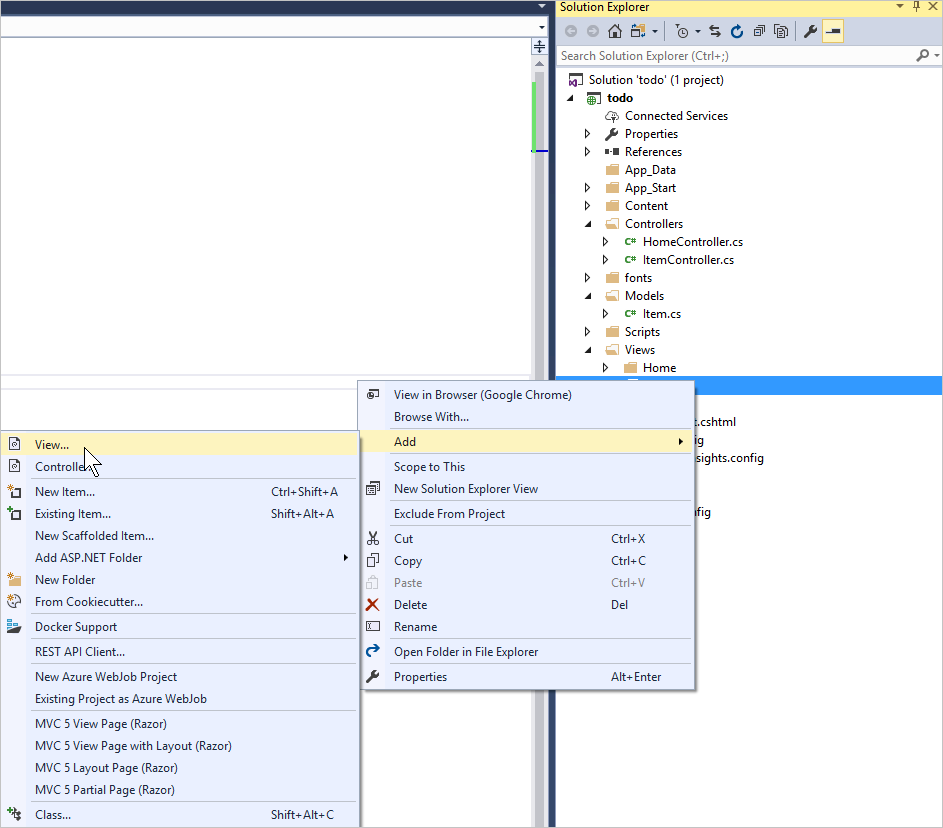 Solution Explorer
Search Solution Explorer (Ctrl+;)
Solution 'todo' (1 project)
todo
Connected Services
Properties
References
App_Data
App_Start
Content
Controllers
C# HomeController.cs
C# ItemController.cs
fonts
Models
C# Item.cs
Scripts
Views
Home
t.cshtml
ig
sights.config
fig
View in Browser (Google Chrome)
Browse With...
Add
Scope to This
New Solution Explorer View
Exclude From Project
Cut Ctrl+X
Copy Ctrl+C
Paste Ctrl+V
Delete Del
Rename
Open Folder in File Explorer
Properties Alt+Enter
View...
Controlle
New Item... Ctrl+Shift+A
Existing Item... Shift+Alt+A
New Scaffolded Item...
Add ASP.NET Folder
New Folder
From Cookiecutter...
Docker Support
REST API Client...
New Azure WebJob Project
Existing Project as Azure WebJob
MVC 5 View Page (Razor)
MVC 5 View Page with Layout (Razor)
MVC 5 Layout Page (Razor)
MVC 5 Partial Page (Razor)
Class... Shift+Alt+C